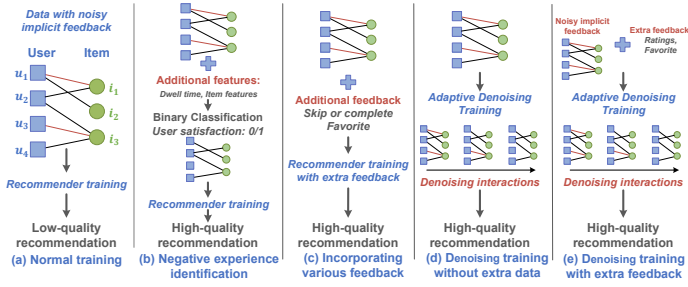 Data with noisy
implicit feedback
User
Item
u1
u2
u3
u4
i1
i2
i3
Recommender training
Low-quality
recommendation
(a) Normal training
Additional features:
Dwell time, Item features
Binary Classification
User satisfaction: 0/1
Recommender training
High-quality
recommendation
(b) Negative experience
identification
Additional feedback
Skip or complete
Favorite
Recommender training
with extra feedback
High-quality
recommendation
(c) Incorporating
various feedback
Adaptive Denoising
Training
Denoising interactions
High-quality
recommendation
(d) Denoising training
without extra data
Noisy implicit
feedback
Extra feedback
Ratings,
Favorite
Adaptive Denoising
Training
Denoising interactions
High-quality
recommendation
(e) Denoising training
with extra feedback